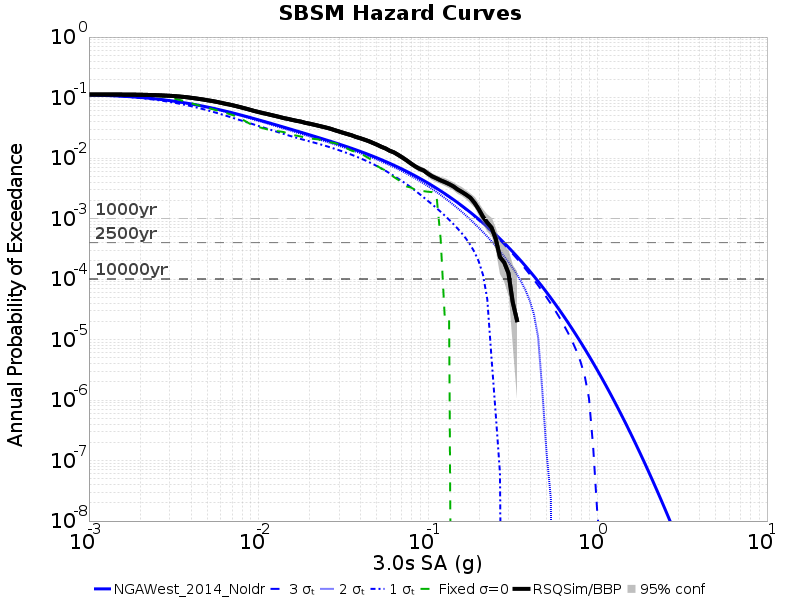 SBSM Hazard Curves
10^0
10^-1
10^-2
10^-3
10^-4
10^-5
10^-6
10^-7
10^-8
1000yr
2500yr
10000yr
Annual Probability of Exceedance
10^-3 10^-2 10^-1 10^0 10^1
3.0s SA (g)
NGAWest_2014_NoIdr 3 σₜ 2 σₜ 1 σₜ Fixed σ=0 RSQSim/BBP 95% conf